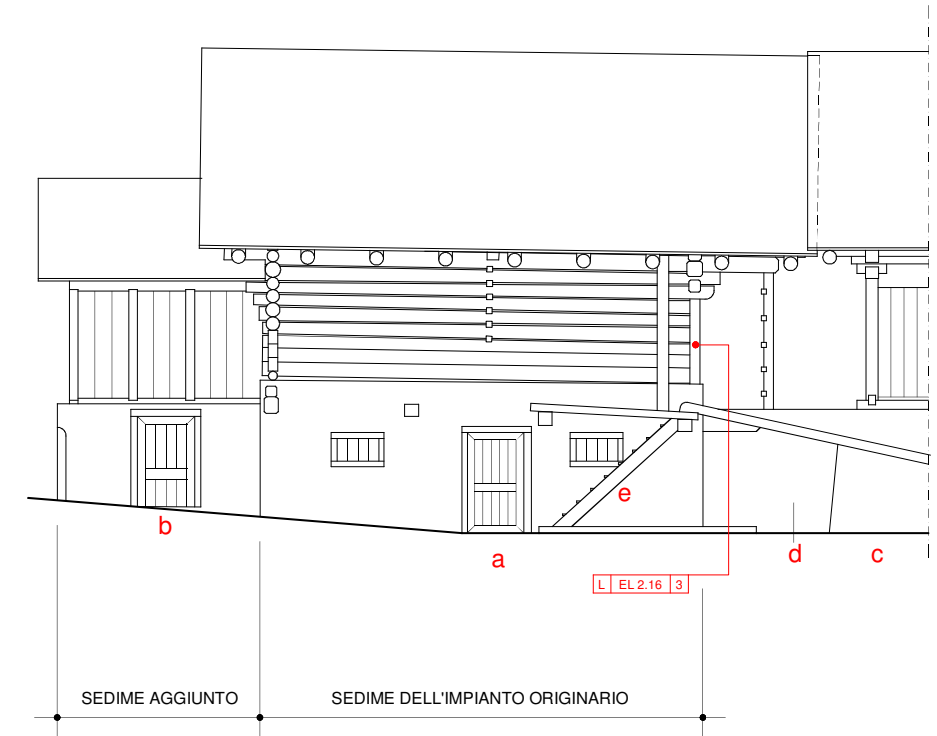 e
b
a
d
c
L EL 2.16 3
SEDIME AGGIUNTO
SEDIME DELL'IMPIANTO ORIGINARIO